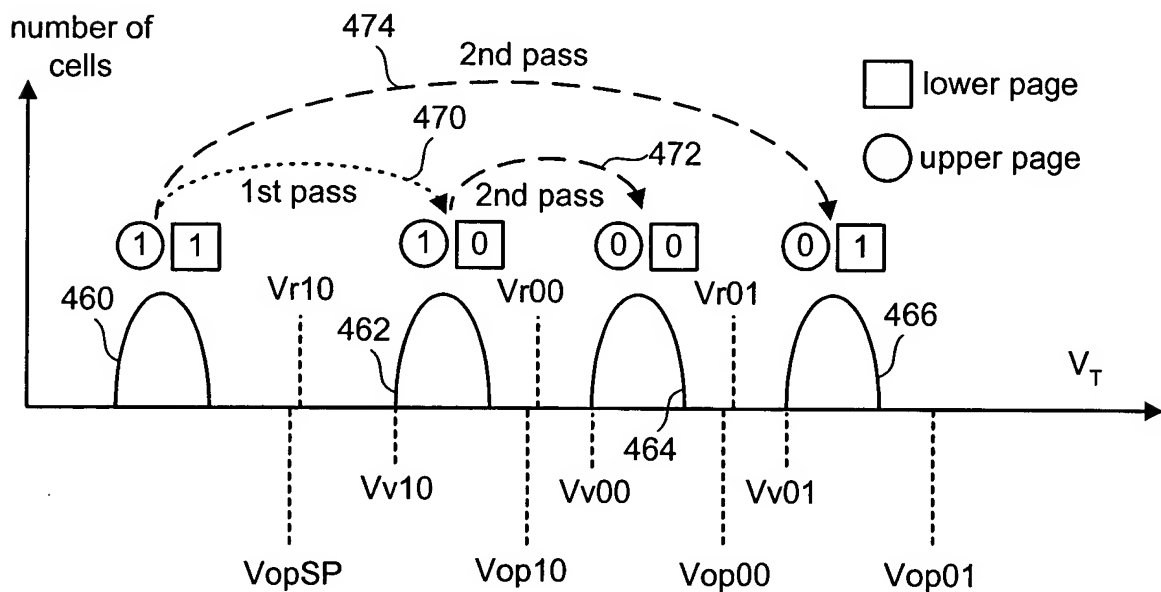 number of
cells
474
2nd pass
lower page
upper page
470
472
1st pass
2nd pass
1 1
1 0
0 0
0 1
Vr10
Vr00
Vr01
460
462
464
466
V_T
Vv10
Vv00
Vv01
VopSP
Vop10
Vop00
Vop01